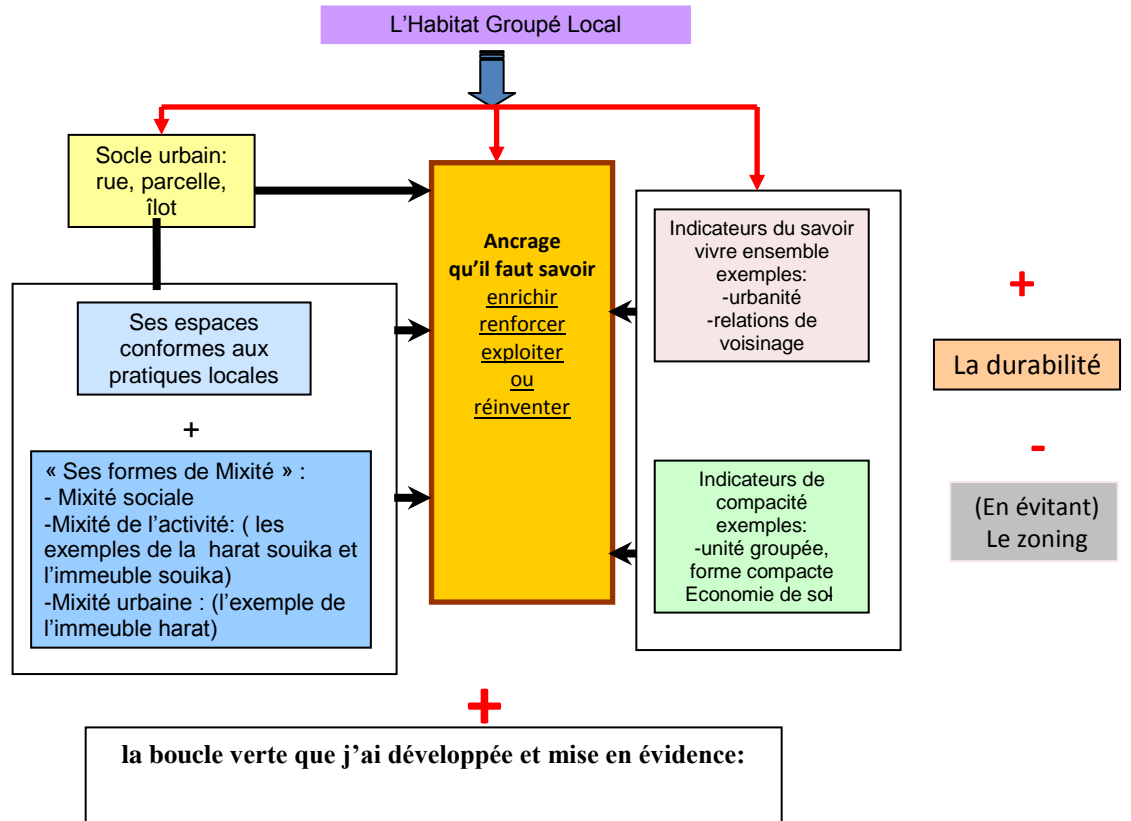 L’Habitat Groupé Local
Socle urbain:
rue, parcelle,
îlot
Ses espaces
conformes aux
pratiques locales
+
« Ses formes de Mixité » :
- Mixité sociale
-Mixité de l’activité: ( les
exemples de la harat souika et
l’immeuble souika)
-Mixité urbaine : (l’exemple de
l’immeuble harat)
Ancrage
qu’il faut savoir
enrichir
renforcer
exploiter
ou
réinventer
Indicateurs du savoir
vivre ensemble
exemples:
-urbanité
-relations de
voisinage
Indicateurs de
compacité
exemples:
-unité groupée,
forme compacte
Economie de sol-
+
La durabilité
-
(En évitant)
Le zoning
+
la boucle verte que j’ai développée et mise en évidence: